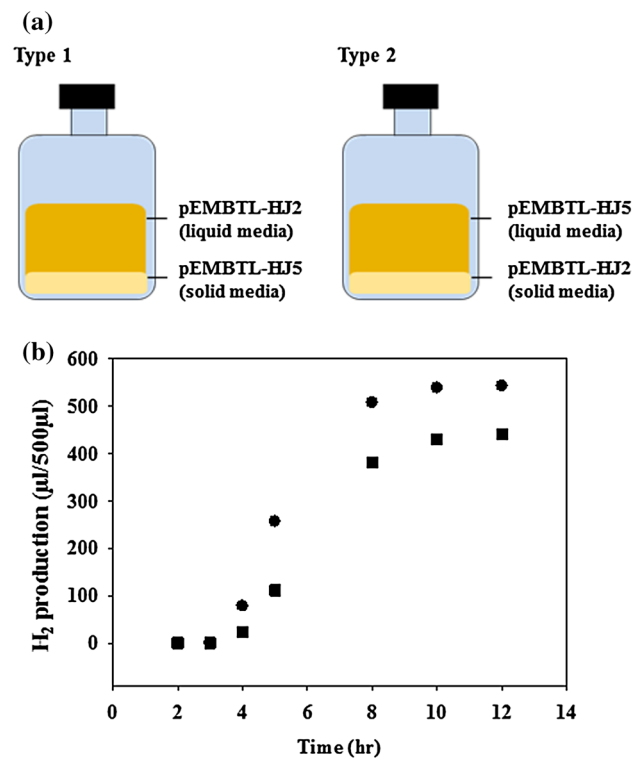 (a)
Type 1
Type 2
pEMBTL-HJ2
(liquid media)
pEMBTL-HJ5
(solid media)
pEMBTL-HJ5
(liquid media)
pEMBTL-HJ2
(solid media)
(b)
H2 production (µl/500µl)
600
500
400
300
200
100
0
0 2 4 6 8 10 12 14
Time (hr)